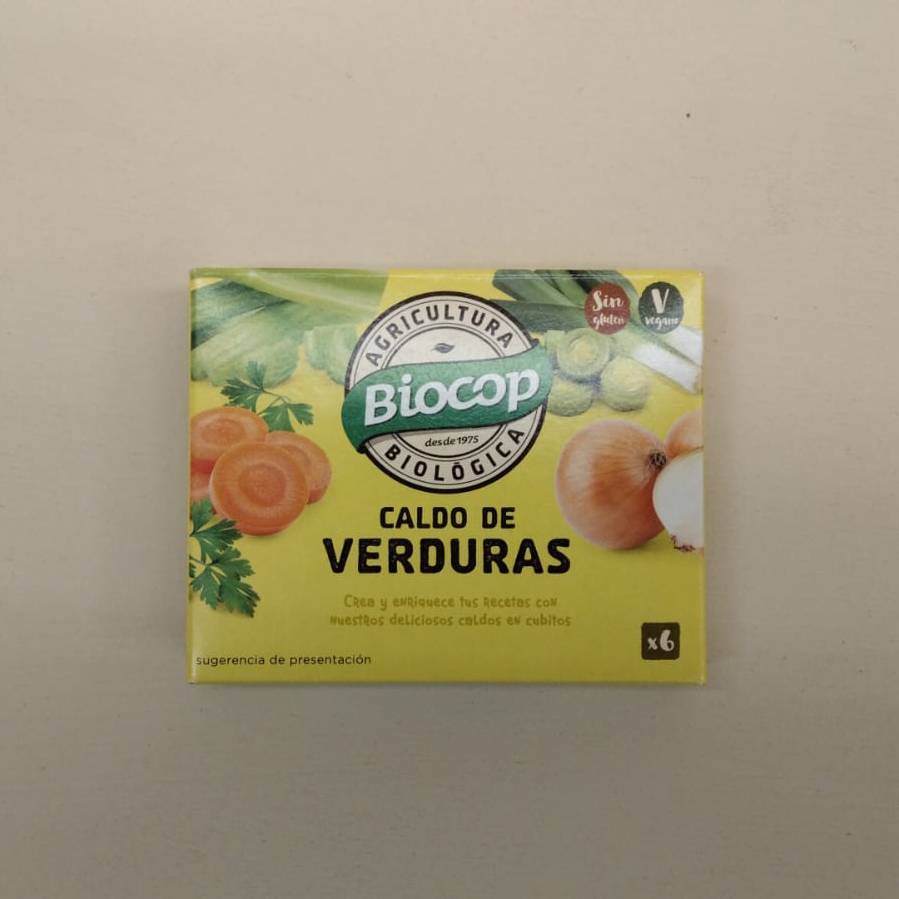 AGRICULTURA
Biocop
desde 1975
BIOLÓGICA
Sin
gluten
V
vegano
CALDO DE
VERDURAS
Crea y enriquece tus recetas con
nuestros deliciosos caldos en cubitos
x6
sugerencia de presentación